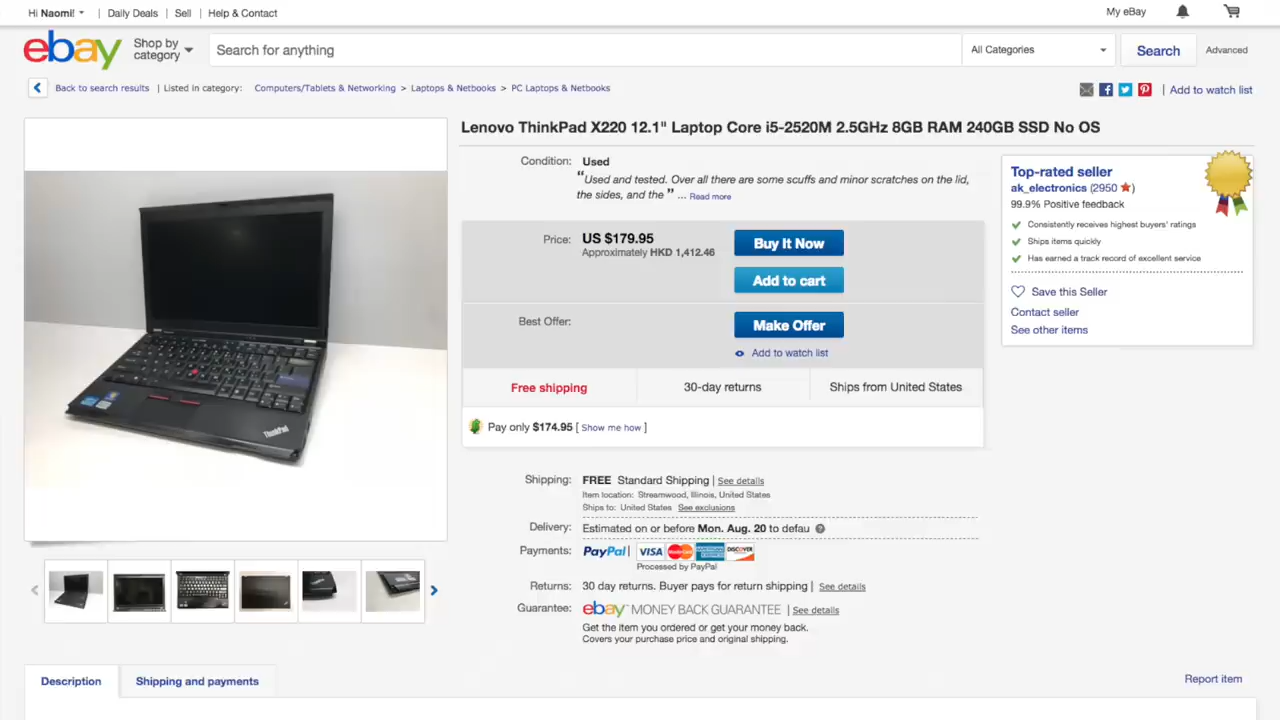 Hi Naomi! | Daily Deals | Sell | Help & Contact
My eBay
ebay
Shop by category
Search for anything
All Categories
Search
Advanced
Back to search results | Listed in category: Computers/Tablets & Networking > Laptops & Netbooks > PC Laptops & Netbooks
| Add to watch list
Lenovo ThinkPad X220 12.1" Laptop Core i5-2520M 2.5GHz 8GB RAM 240GB SSD No OS
Condition: Used
“Used and tested. Over all there are some scuffs and minor scratches on the lid,
the sides, and the ” ... Read more
Price: US $179.95
Approximately HKD 1,412.46
Buy It Now
Add to cart
Best Offer:
Make Offer
Add to watch list
Free shipping
30-day returns
Ships from United States
Pay only $174.95 [ Show me how ]
Shipping: FREE Standard Shipping | See details
Item location: Streamwood, Illinois, United States
Ships to: United States See exclusions
Delivery: Estimated on or before Mon. Aug. 20 to defau
Payments: PayPal | VISA MasterCard AMERICAN EXPRESS DISCOVER
Processed by PayPal
Returns: 30 day returns. Buyer pays for return shipping | See details
Guarantee: ebay MONEY BACK GUARANTEE | See details
Get the item you ordered or get your money back.
Covers your purchase price and original shipping.
Top-rated seller
ak_electronics (2950 )
99.9% Positive feedback
Consistently receives highest buyers' ratings
Ships items quickly
Has earned a track record of excellent service
Save this Seller
Contact seller
See other items
ThinkPad
Description
Shipping and payments
Report item